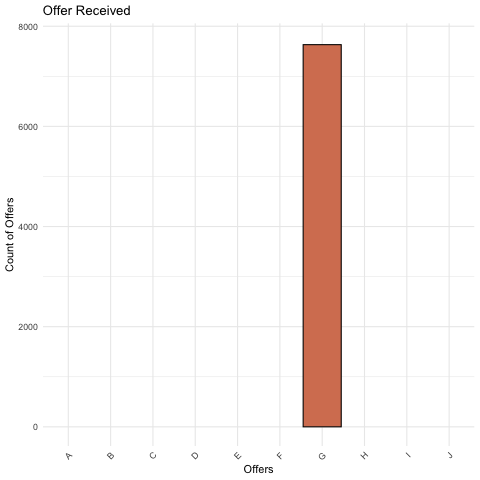 Offer Received
8000
6000
4000
2000
0
Count of Offers
A B C D E F G H I J
Offers